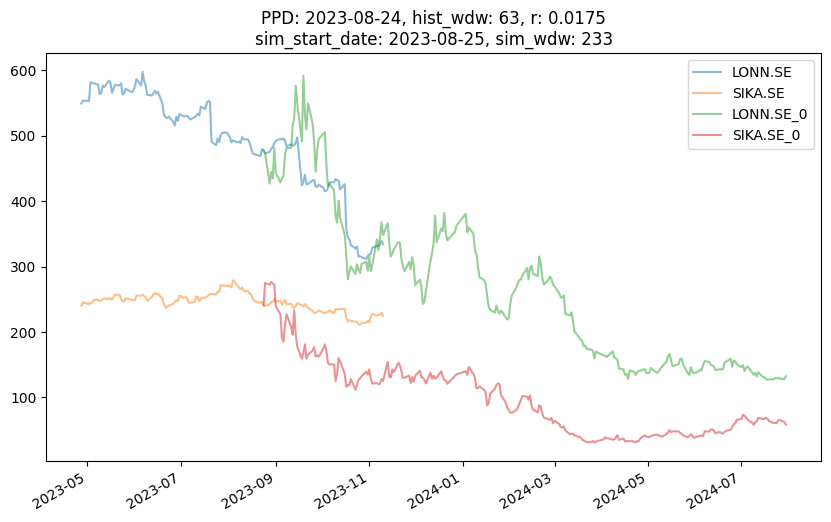 PPD: 2023-08-24, hist_wdw: 63, r: 0.0175
sim_start_date: 2023-08-25, sim_wdw: 233
600
500
400
300
200
100
LONN.SE
SIKA.SE
LONN.SE_0
SIKA.SE_0
2023-05
2023-07
2023-09
2023-11
2024-01
2024-03
2024-05
2024-07